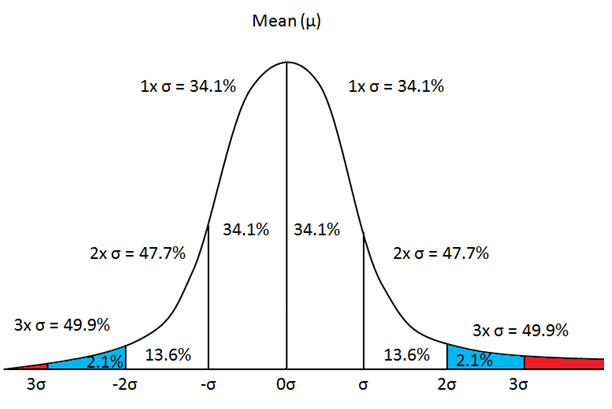 Mean (μ)
1x σ = 34.1%
1x σ = 34.1%
34.1%
34.1%
2x σ = 47.7%
2x σ = 47.7%
3x σ = 49.9%
3x σ = 49.9%
2.1%
13.6%
13.6%
2.1%
3σ
-2σ
-σ
0σ
σ
2σ
3σ